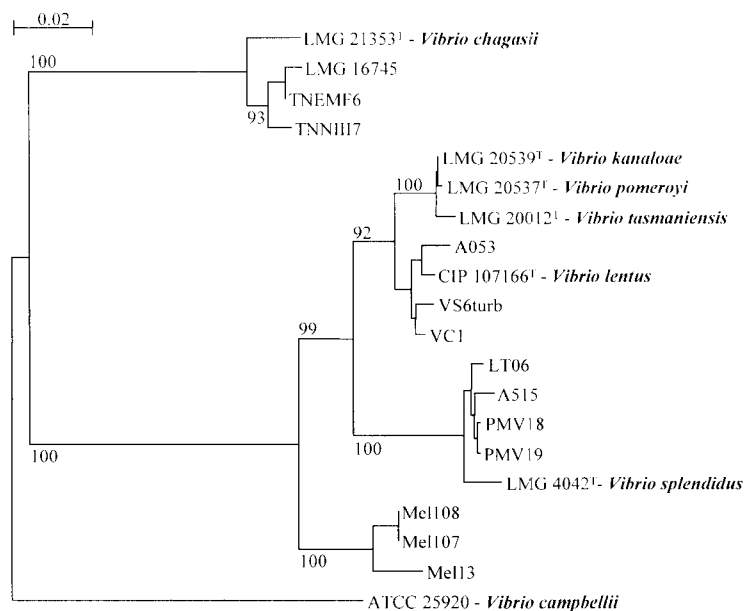 0.02
LMG 21353T - Vibrio chagasii
100
LMG 16745
TNEMF6
93
TNNIII7
LMG 20539T - Vibrio kanaloae
100
LMG 20537T - Vibrio pomeroyi
LMG 20012T - Vibrio tasmaniensis
92
A053
CIP 107166T - Vibrio lentus
VS6turb
99
VC1
LT06
A515
PMV18
100
100
PMV19
LMG 4042T- Vibrio splendidus
Mel108
Mel107
100
Mel13
ATCC 25920 - Vibrio campbellii